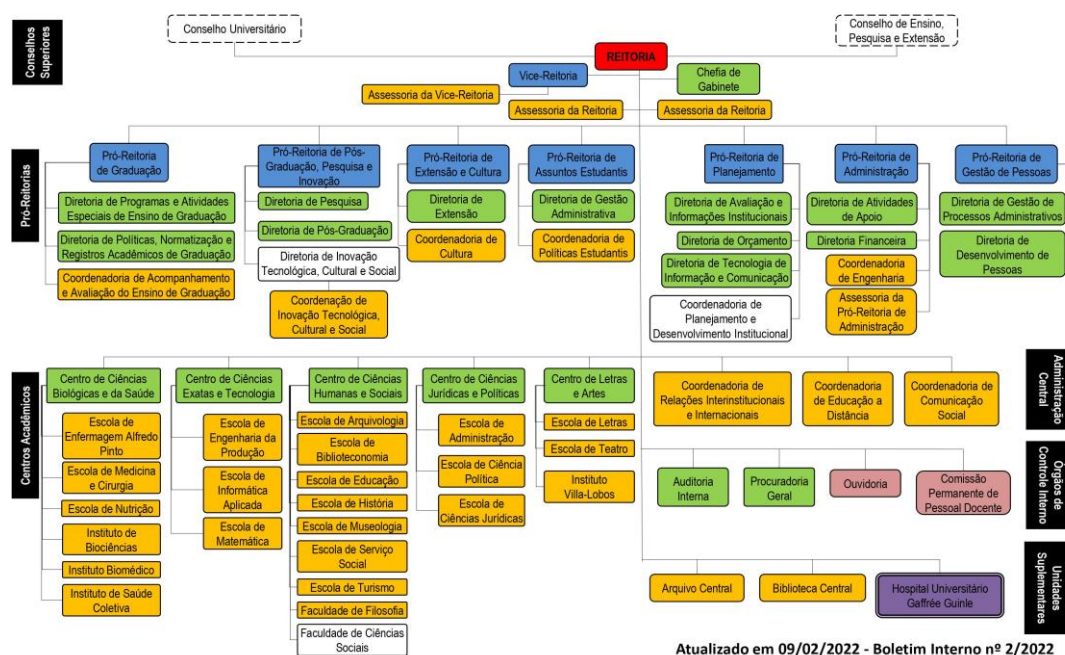 Conselhos
Superiores
Conselho Universitário
Conselho de Ensino,
Pesquisa e Extensão
REITORIA
Vice-Reitoria
Chefia de
Gabinete
Assessoria da Vice-Reitoria
Assessoria da Reitoria
Assessoria da Reitoria
Pró-Reitorias
Pró-Reitoria
de Graduação
Diretoria de Programas e Atividades
Especiais de Ensino de Graduação
Diretoria de Políticas, Normatização e
Registros Acadêmicos de Graduação
Coordenadoria de Acompanhamento
e Avaliação do Ensino de Graduação
Pró-Reitoria de Pós-
Graduação, Pesquisa e
Inovação
Diretoria de Pesquisa
Diretoria de Pós-Graduação
Diretoria de Inovação
Tecnológica, Cultural e Social
Coordenação de
Inovação Tecnológica,
Cultural e Social
Pró-Reitoria de
Extensão e Cultura
Diretoria de
Extensão
Coordenadoria de
Cultura
Pró-Reitoria de
Assuntos Estudantis
Diretoria de Gestão
Administrativa
Coordenadoria de
Políticas Estudantis
Pró-Reitoria de
Planejamento
Diretoria de Avaliação e
Informações Institucionais
Diretoria de Orçamento
Diretoria de Tecnologia de
Informação e Comunicação
Coordenadoria de
Planejamento e
Desenvolvimento Institucional
Pró-Reitoria de
Administração
Diretoria de Atividades
de Apoio
Diretoria Financeira
Coordenadoria
de Engenharia
Assessoria da
Pró-Reitoria de
Administração
Pró-Reitoria de
Gestão de Pessoas
Diretoria de Gestão de
Processos Administrativos
Diretoria de
Desenvolvimento de
Pessoas
Centros Acadêmicos
Centro de Ciências
Biológicas e da Saúde
Escola de
Enfermagem Alfredo
Pinto
Escola de Medicina
e Cirurgia
Escola de Nutrição
Instituto de
Biociências
Instituto Biomédico
Instituto de Saúde
Coletiva
Centro de Ciências
Exatas e Tecnologia
Escola de
Engenharia da
Produção
Escola de
Informática
Aplicada
Escola de
Matemática
Centro de Ciências
Humanas e Sociais
Escola de Arquivologia
Escola de
Biblioteconomia
Escola de Educação
Escola de História
Escola de Museologia
Escola de Serviço
Social
Escola de Turismo
Faculdade de Filosofia
Faculdade de Ciências
Sociais
Centro de Ciências
Jurídicas e Políticas
Escola de
Administração
Escola de Ciência
Política
Escola de
Ciências Jurídicas
Centro de Letras
e Artes
Escola de Letras
Escola de Teatro
Instituto
Villa-Lobos
Coordenadoria de
Relações Interinstitucionais
e Internacionais
Coordenadoria
de Educação a
Distância
Coordenadoria de
Comunicação
Social
Administração
Central
Auditoria
Interna
Procuradoria
Geral
Ouvidoria
Comissão
Permanente de
Pessoal Docente
Órgãos de
Controle Interno
Arquivo Central
Biblioteca Central
Hospital Universitário
Gaffrée Guinle
Unidades
Suplementares
Atualizado em 09/02/2022 - Boletim Interno nº 2/2022